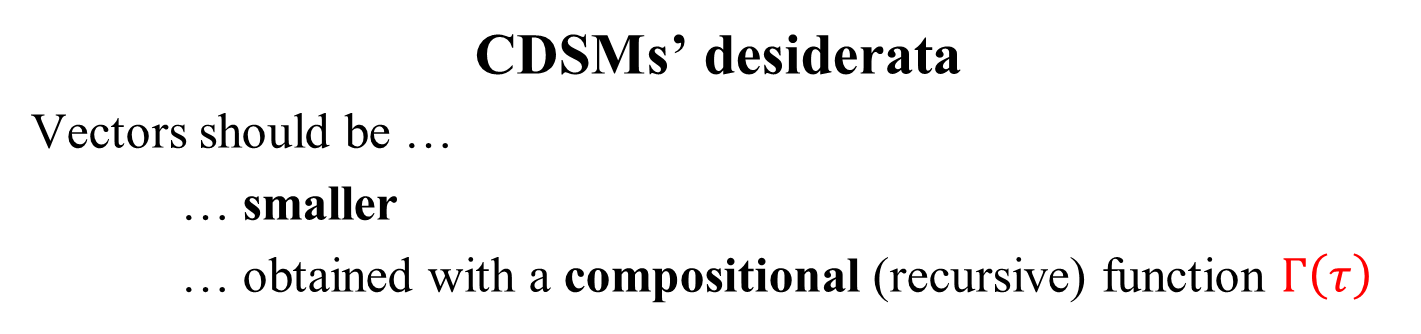 CDSMs’ desiderata
Vectors should be …
… smaller
… obtained with a compositional (recursive) function Γ(τ)